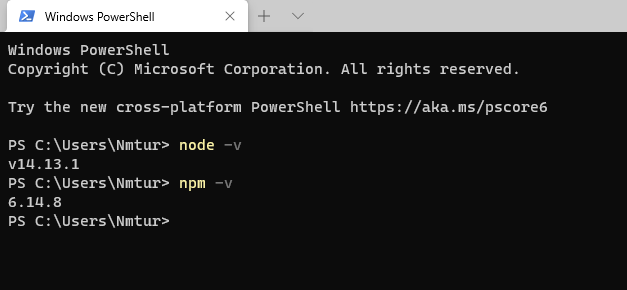 Windows PowerShell
Windows PowerShell
Copyright (C) Microsoft Corporation. All rights reserved.
Try the new cross-platform PowerShell https://aka.ms/pscore6
PS C:\Users\Nmtur> node -v
v14.13.1
PS C:\Users\Nmtur> npm -v
6.14.8
PS C:\Users\Nmtur>